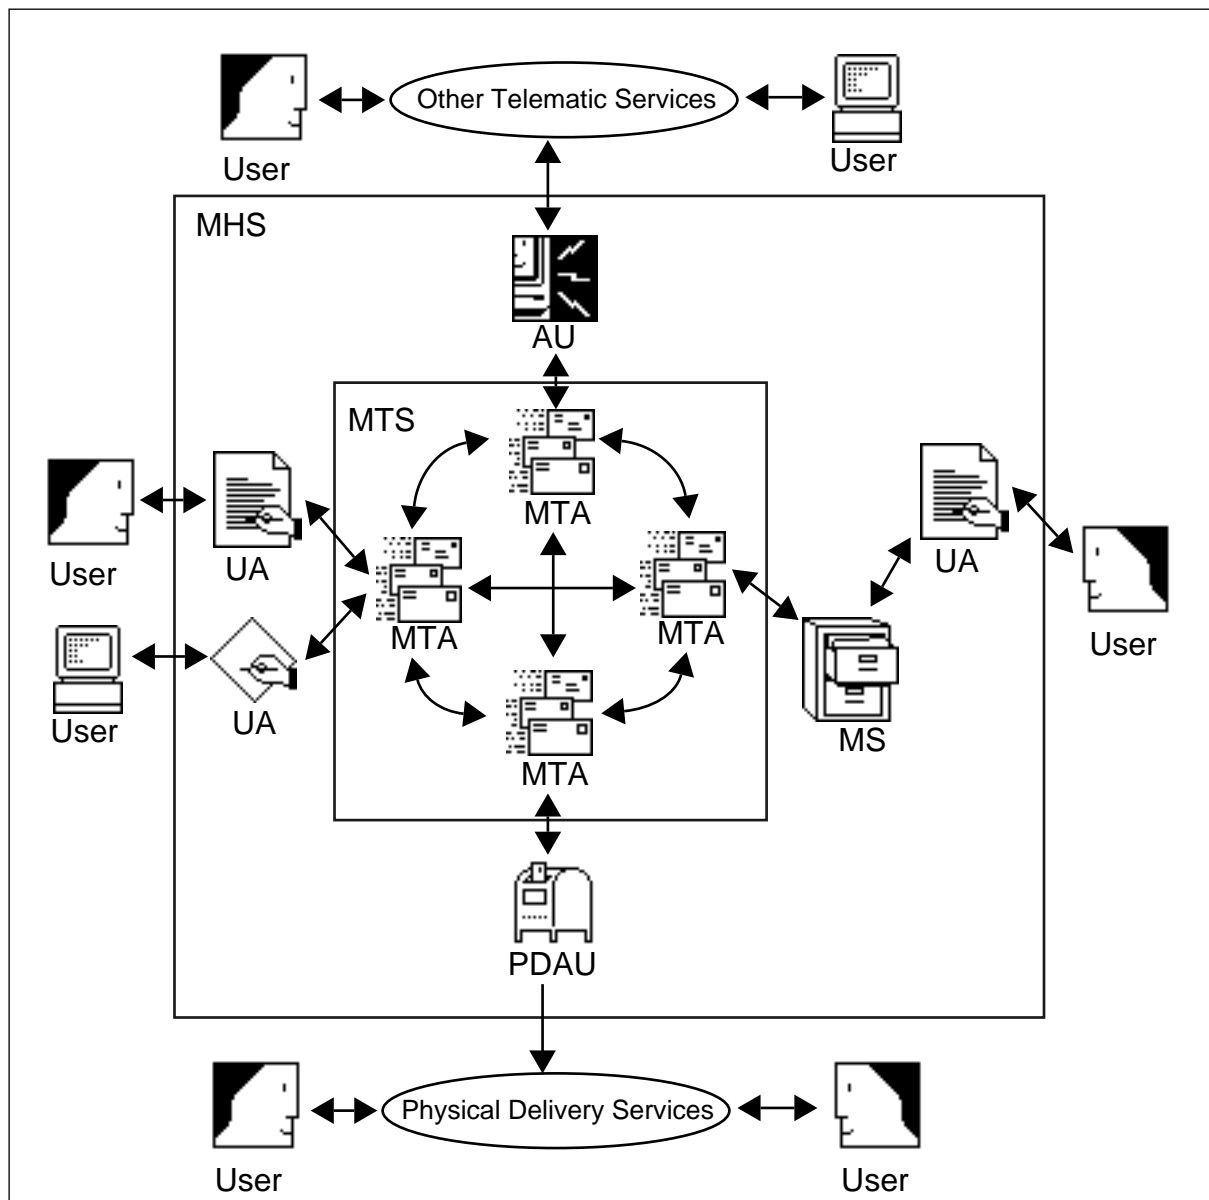 Other Telematic Services
User
User
MHS
AU
MTS
MTA
User
UA
UA
User
MTA
MTA
User
UA
MS
MTA
PDAU
Physical Delivery Services
User
User